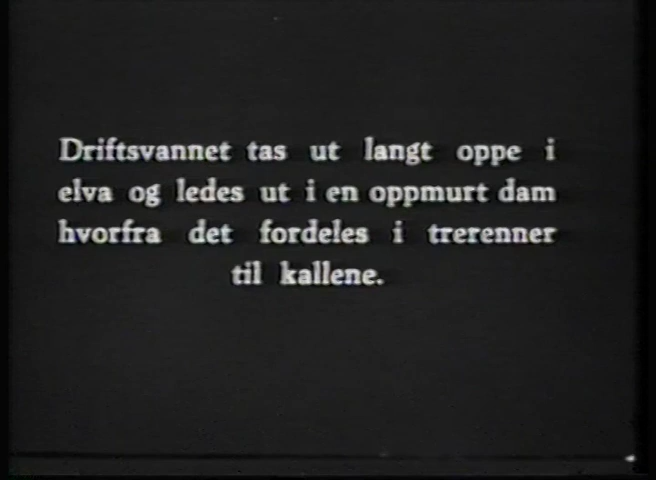 Driftsvannet tas ut langt oppe i
elva og ledes ut i en oppmurt dam
hvorfra det fordeles i trerenner
til kallene.